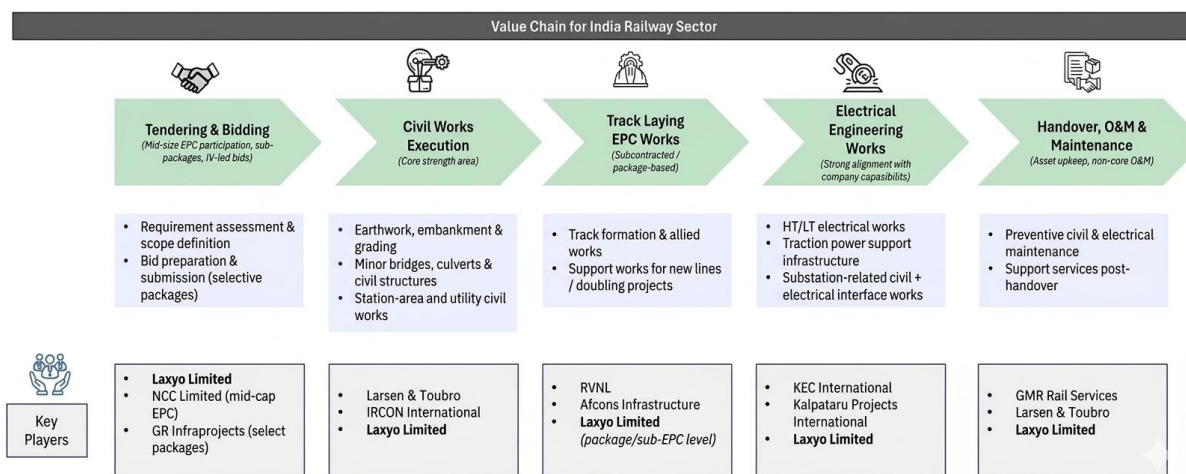 Value Chain for India Railway Sector
Tendering & Bidding
(Mid-size EPC participation, sub-
packages, IV-led bids)
Civil Works
Execution
(Core strength area)
Track Laying
EPC Works
(Subcontracted /
package-based)
Electrical
Engineering
Works
(Strong alignment with
company capasibilits)
Handover, O&M &
Maintenance
(Asset upkeep, non-core O&M)
• Requirement assessment &
scope definition
• Bid preparation &
submission (selective
packages)
• Earthwork, embankment &
grading
• Minor bridges, culverts &
civil structures
• Station-area and utility civil
works
• Track formation & allied
works
• Support works for new lines
/ doubling projects
• HT/LT electrical works
• Traction power support
infrastructure
• Substation-related civil +
electrical interface works
• Preventive civil & electrical
maintenance
• Support services post-
handover
Key
Players
• Laxyo Limited
• NCC Limited (mid-cap
EPC)
• GR Infraprojects (select
packages)
• Larsen & Toubro
• IRCON International
• Laxyo Limited
• RVNL
• Afcons Infrastructure
• Laxyo Limited
(package/sub-EPC level)
• KEC International
• Kalpataru Projects
International
• Laxyo Limited
• GMR Rail Services
• Larsen & Toubro
• Laxyo Limited